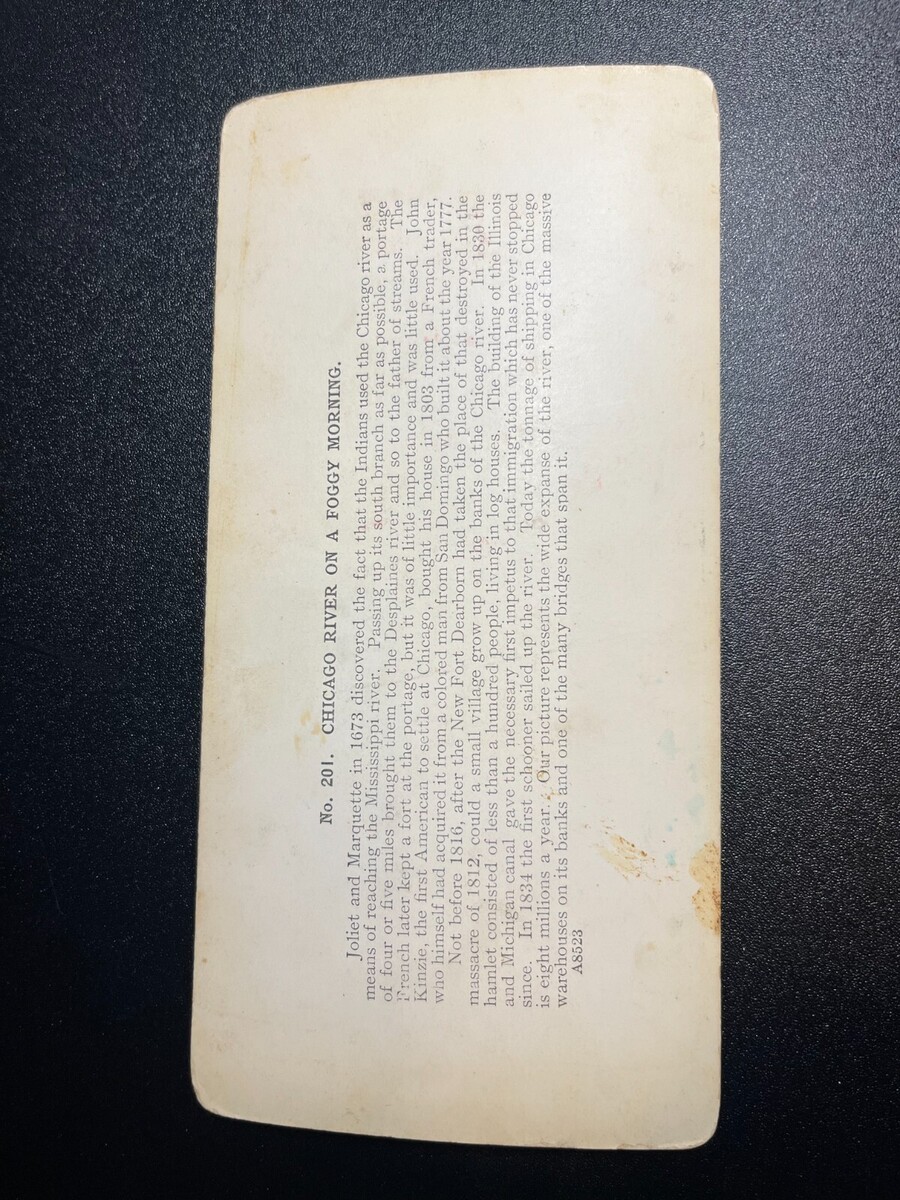 No. 201. CHICAGO RIVER ON A FOGGY MORNING.
Joliet and Marquette in 1673 discovered the fact that the Indians used the Chicago river as a
means of reaching the Mississippi river. Passing up its south branch as far as possible, a portage
of four or five miles brought them to the Desplaines river and so to the father of streams. The
French later kept a fort at the portage, but it was of little importance and was little used. John
Kinzie, the first American to settle at Chicago, bought his house in 1803 from a French trader,
who himself had acquired it from a colored man from San Domingo who built it about the year 1777.
Not before 1816, after the New Fort Dearborn had taken the place of that destroyed in the
massacre of 1812, could a small village grow up on the banks of the Chicago river. In 1830 the
hamlet consisted of less than a hundred people, living in log houses. The building of the Illinois
and Michigan canal gave the necessary first impetus to that immigration which has never stopped
since. In 1834 the first schooner sailed up the river. Today the tonnage of shipping in Chicago
is eight millions a year. Our picture represents the wide expanse of the river, one of the massive
warehouses on its banks and one of the many bridges that span it.
A8523